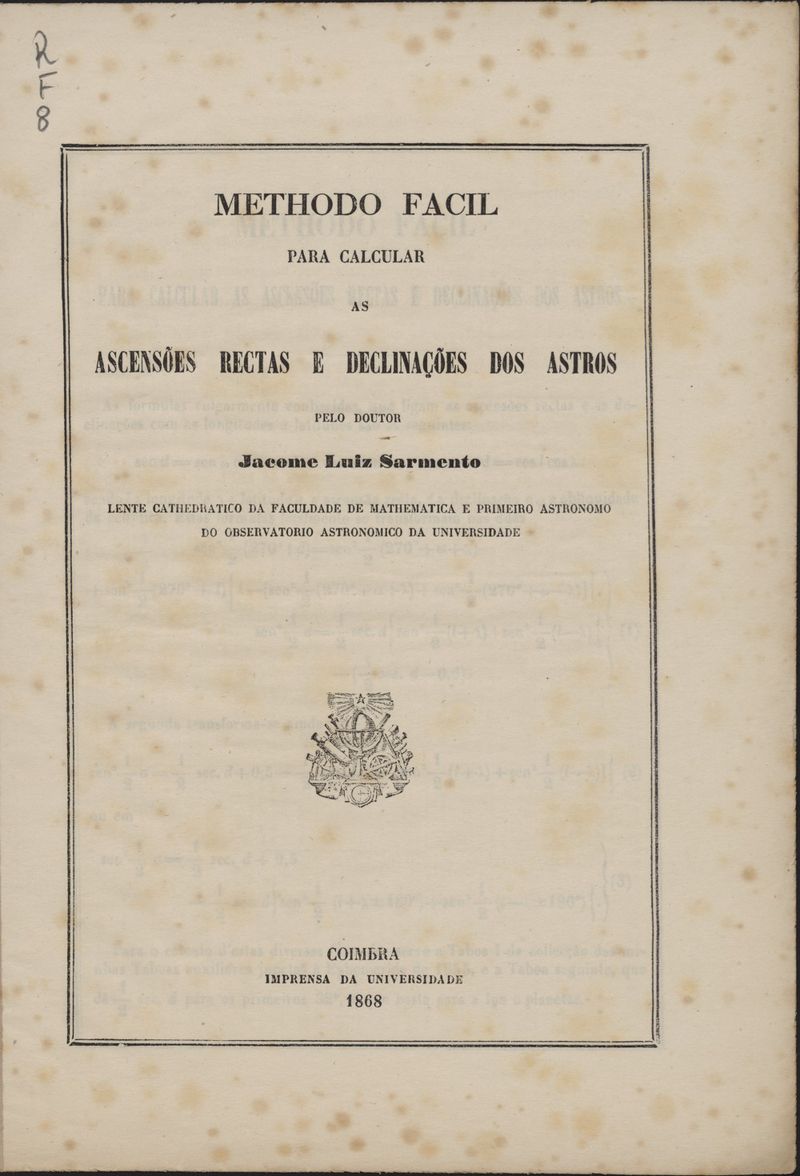 R
F
8
METHODO FACIL
PARA CALCULAR
AS
ASCENSÕES RECTAS E DECLINAÇÕES DOS ASTROS
PELO DOUTOR
Jacome Luiz Sarmento
LENTE CATHEDRATICO DA FACULDADE DE MATHEMATICA E PRIMEIRO ASTRONOMO
DO OBSERVATORIO ASTRONOMICO DA UNIVERSIDADE
COIMBRA
IMPRENSA DA UNIVERSIDADE
1868